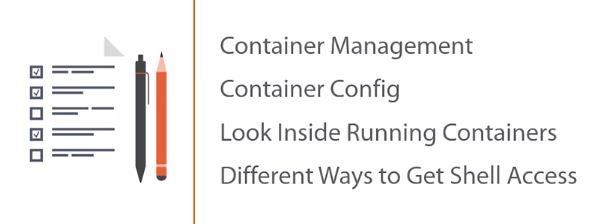 Container Management
Container Config
Look Inside Running Containers
Different Ways to Get Shell Access